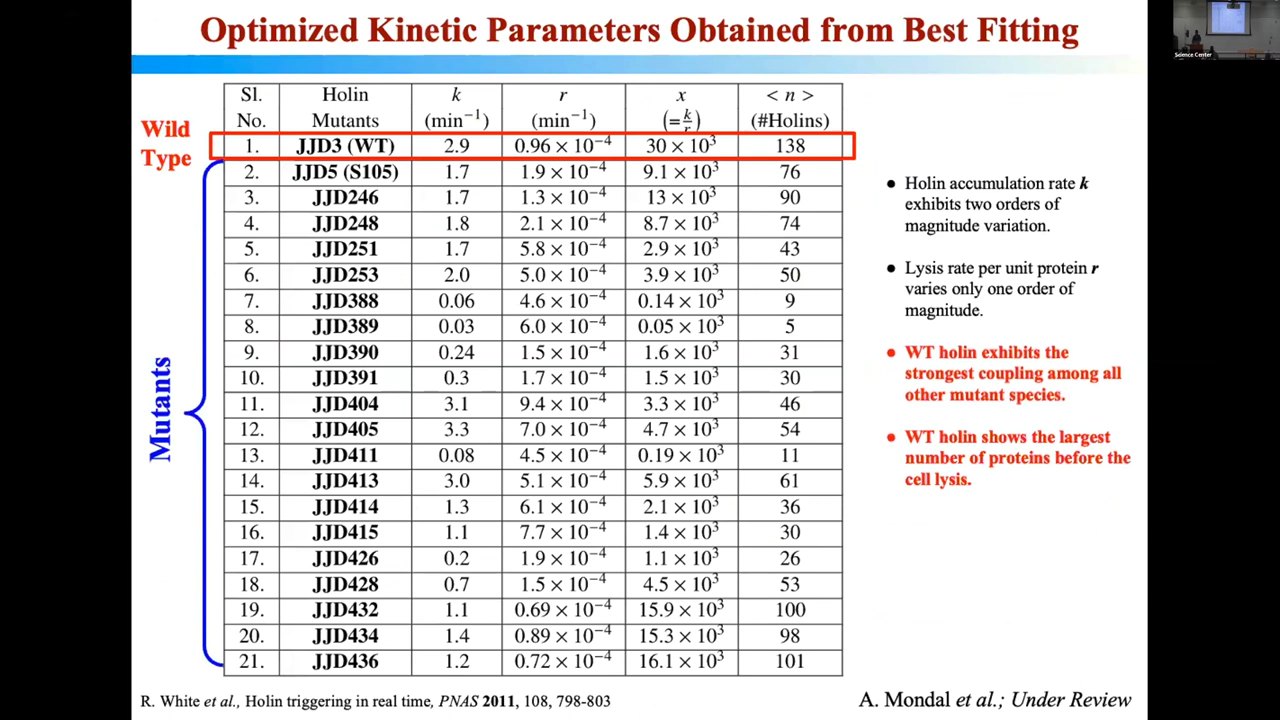 Optimized Kinetic Parameters Obtained from Best Fitting
Science Center
Wild
Type
Mutants
Sl. No. Holin Mutants k (min⁻¹) r (min⁻¹) x (=k/r) < n > (#Holins)
1. JJD3 (WT) 2.9 0.96 × 10⁻⁴ 30 × 10³ 138
2. JJD5 (S105) 1.7 1.9 × 10⁻⁴ 9.1 × 10³ 76
3. JJD246 1.7 1.3 × 10⁻⁴ 13 × 10³ 90
4. JJD248 1.8 2.1 × 10⁻⁴ 8.7 × 10³ 74
5. JJD251 1.7 5.8 × 10⁻⁴ 2.9 × 10³ 43
6. JJD253 2.0 5.0 × 10⁻⁴ 3.9 × 10³ 50
7. JJD388 0.06 4.6 × 10⁻⁴ 0.14 × 10³ 9
8. JJD389 0.03 6.0 × 10⁻⁴ 0.05 × 10³ 5
9. JJD390 0.24 1.5 × 10⁻⁴ 1.6 × 10³ 31
10. JJD391 0.3 1.7 × 10⁻⁴ 1.5 × 10³ 30
11. JJD404 3.1 9.4 × 10⁻⁴ 3.3 × 10³ 46
12. JJD405 3.3 7.0 × 10⁻⁴ 4.7 × 10³ 54
13. JJD411 0.08 4.5 × 10⁻⁴ 0.19 × 10³ 11
14. JJD413 3.0 5.1 × 10⁻⁴ 5.9 × 10³ 61
15. JJD414 1.3 6.1 × 10⁻⁴ 2.1 × 10³ 36
16. JJD415 1.1 7.7 × 10⁻⁴ 1.4 × 10³ 30
17. JJD426 0.2 1.9 × 10⁻⁴ 1.1 × 10³ 26
18. JJD428 0.7 1.5 × 10⁻⁴ 4.5 × 10³ 53
19. JJD432 1.1 0.69 × 10⁻⁴ 15.9 × 10³ 100
20. JJD434 1.4 0.89 × 10⁻⁴ 15.3 × 10³ 98
21. JJD436 1.2 0.72 × 10⁻⁴ 16.1 × 10³ 101
● Holin accumulation rate k
exhibits two orders of
magnitude variation.
● Lysis rate per unit protein r
varies only one order of
magnitude.
● WT holin exhibits the
strongest coupling among all
other mutant species.
● WT holin shows the largest
number of proteins before the
cell lysis.
R. White et al., Holin triggering in real time, PNAS 2011, 108, 798-803
A. Mondal et al.; Under Review